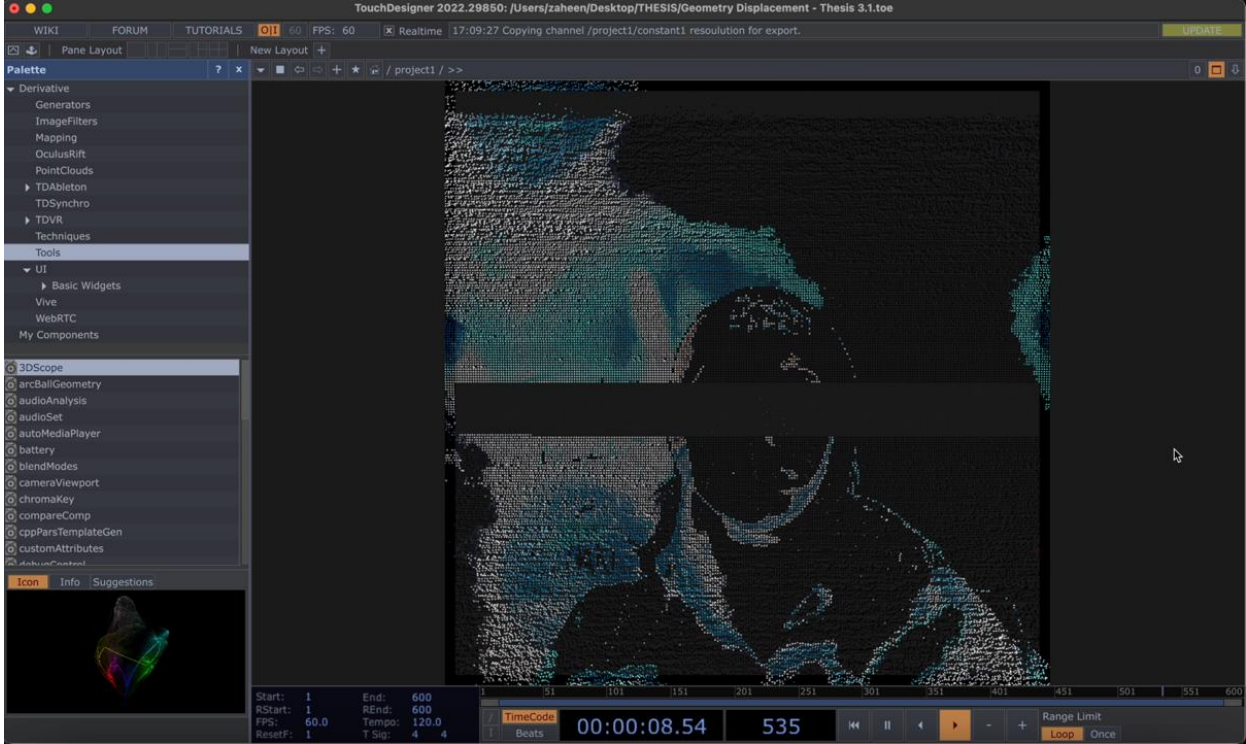 TouchDesigner 2022.29850: /Users/zaheen/Desktop/THESIS/Geometry Displacement - Thesis 3.1.toe
WIKI FORUM TUTORIALS O|I 60 FPS: 60 Realtime 17:09:27 Copying channel /project1/constant1 resoulution for export. UPDATE
Pane Layout New Layout +
Palette ? x / project1 / >> 0
Derivative
Generators
ImageFilters
Mapping
OculusRift
PointClouds
TDAbleton
TDSynchro
TDVR
Techniques
Tools
UI
Basic Widgets
Vive
WebRTC
My Components
3DScope
arcBallGeometry
audioAnalysis
audioSet
autoMediaPlayer
battery
blendModes
cameraViewport
chromaKey
compareComp
cppParsTemplateGen
customAttributes
debugControl
Icon Info Suggestions
1 51 101 151 201 251 301 351 401 451 501 551 600
Start: 1 End: 600
RStart: 1 REnd: 600
FPS: 60.0 Tempo: 120.0
ResetF: 1 T Sig: 4 4
TimeCode
Beats
00:00:08.54 535
- +
Range Limit
Loop Once